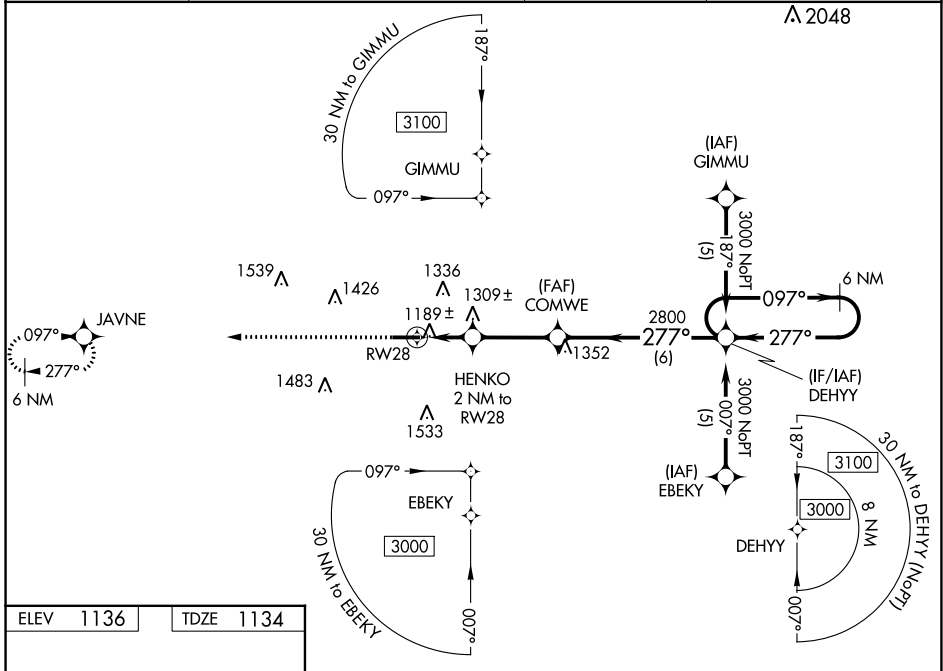 2048
30 NM to GIMMU
187°
3100
GIMMU
097°
(IAF)
GIMMU
3000 NoPT
187°
(5)
6 NM
097°
277°
1539
1426
1336
1309±
1189±
(FAF)
COMWE
2800
277°
(6)
1352
JAVNE
097°
277°
6 NM
RW28
HENKO
2 NM to
RW28
1483
1533
(IF/IAF)
DEHYY
3000 NoPT
007°
(5)
(IAF)
EBEKY
097°
EBEKY
3000
30 NM to EBEKY
007°
187°
3100
3000
8 NM
30 NM to DEHYY (NoPT)
DEHYY
007°
ELEV 1136
TDZE 1134